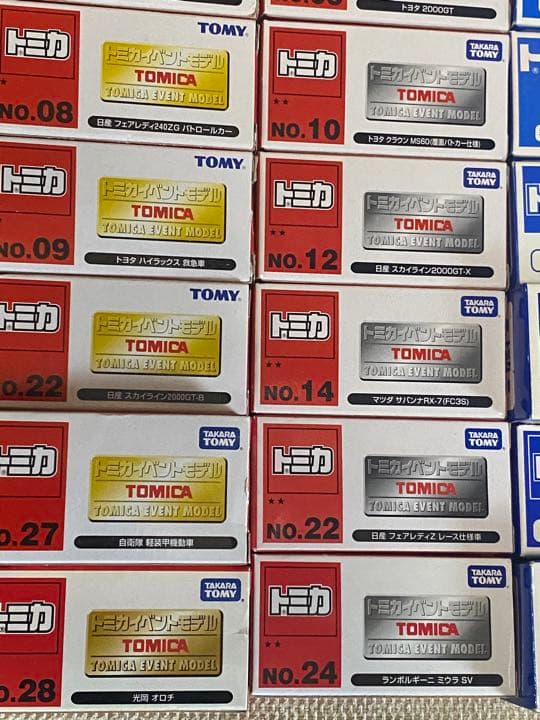 トヨタ 2000GT
トミカ
TOMY
トミカイベントモデル
TOMICA
TOMICA EVENT MODEL
NO.08
日産 フェアレディ240ZG パトロールカー
トミカ
TAKARA TOMY
トミカイベントモデル
TOMICA
TOMICA EVENT MODEL
NO.10
トヨタ クラウン MS60(覆面パトカー仕様)
トミカ
TOMY
トミカイベントモデル
TOMICA
TOMICA EVENT MODEL
NO.09
トヨタ ハイラックス 救急車
トミカ
TAKARA TOMY
トミカイベントモデル
TOMICA
TOMICA EVENT MODEL
NO.12
日産 スカイライン2000GT-X
トミカ
TOMY
トミカイベントモデル
TOMICA
TOMICA EVENT MODEL
O.22
日産 スカイライン2000GT-B
トミカ
TAKARA TOMY
トミカイベントモデル
TOMICA
TOMICA EVENT MODEL
NO.14
マツダ サバンナRX-7(FC3S)
トミカ
TAKARA TOMY
トミカイベントモデル
TOMICA
TOMICA EVENT MODEL
O.27
自衛隊 軽装甲機動車
トミカ
TAKARA TOMY
トミカイベントモデル
TOMICA
TOMICA EVENT MODEL
NO.22
日産 フェアレディZ レース仕様車
トミカ
TAKARA TOMY
トミカイベントモデル
TOMICA
TOMICA EVENT MODEL
.28
光岡 オロチ
トミカ
TAKARA TOMY
トミカイベントモデル
TOMICA
TOMICA EVENT MODEL
NO.24
ランボルギーニ ミウラ SV